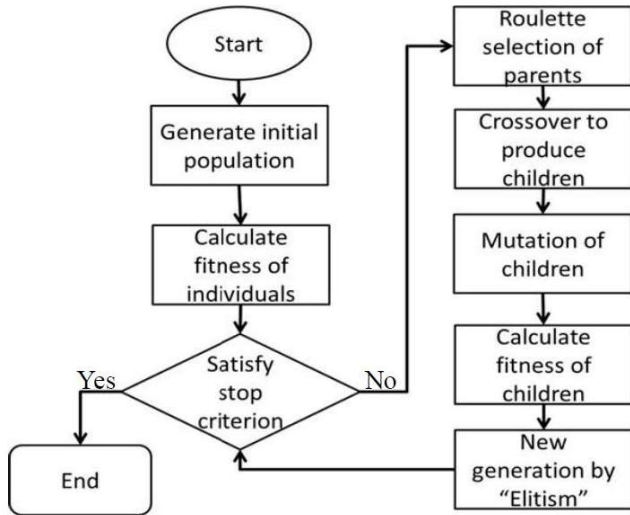 Start
Generate initial
population
Calculate
fitness of
individuals
Satisfy
stop
criterion
Yes
No
End
Roulette
selection of
parents
Crossover to
produce
children
Mutation of
children
Calculate
fitness of
children
New
generation by
“Elitism”